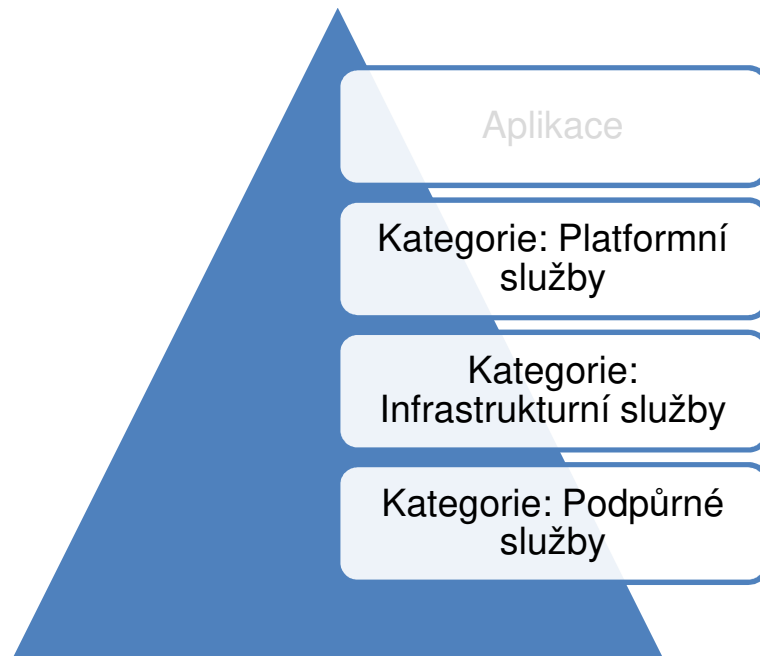 Aplikace
Kategorie: Platformní
služby
Kategorie:
Infrastrukturní služby
Kategorie: Podpůrné
služby